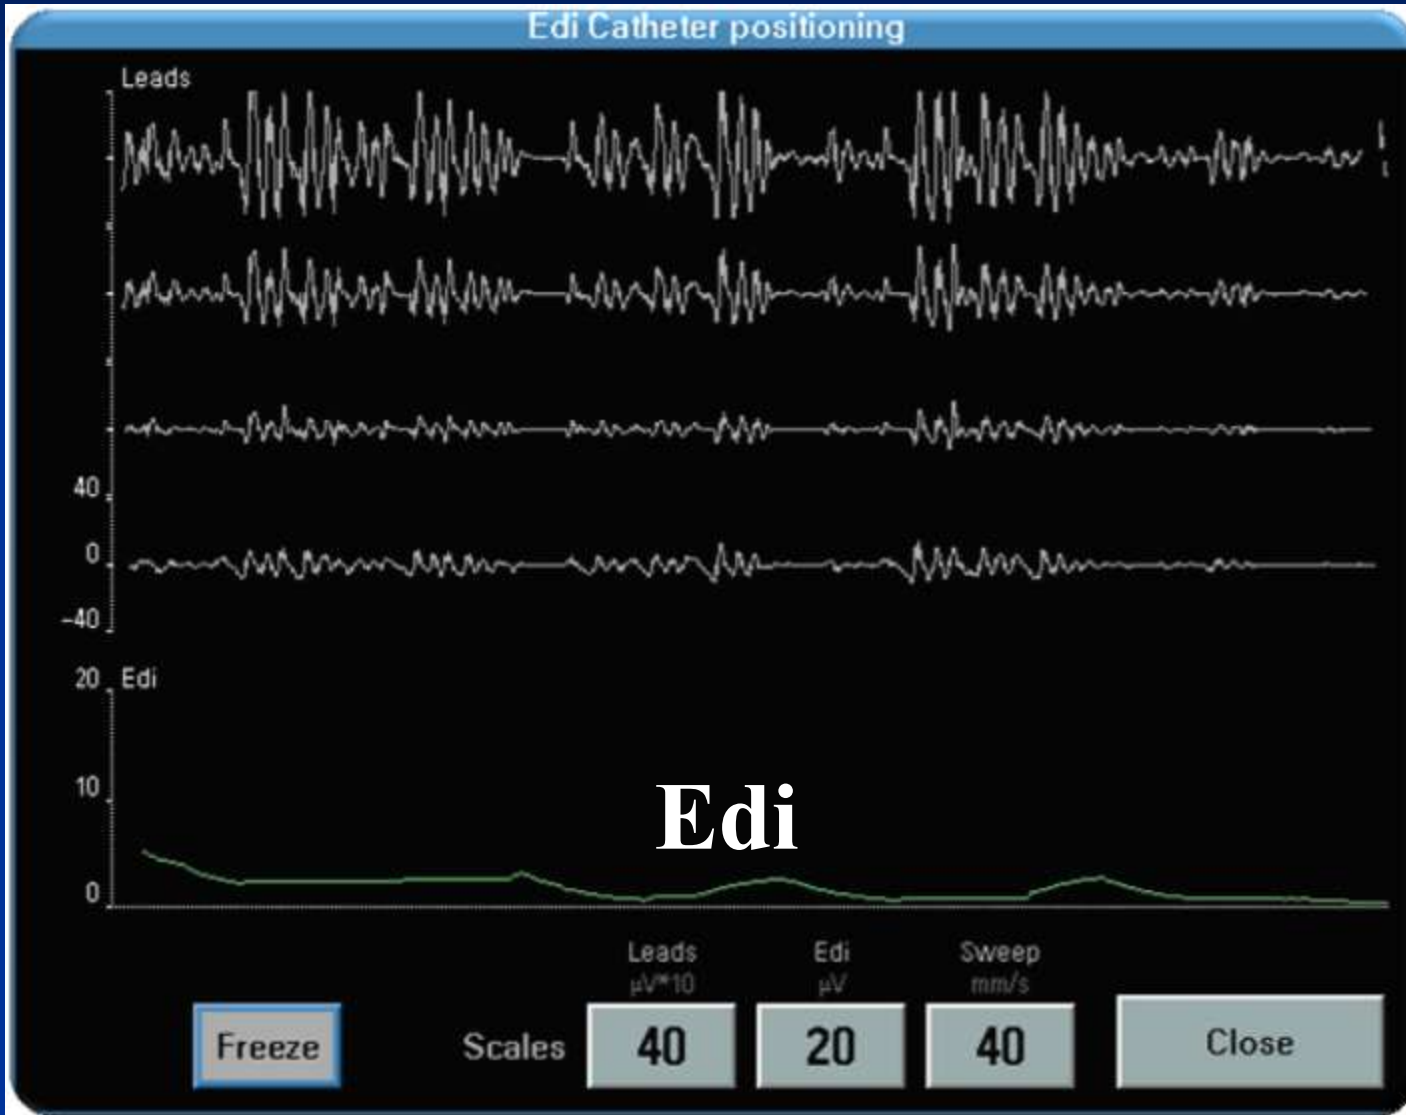 Edi Catheter positioning
Leads
40
0
-40
20 Edi
10
Edi
0
Leads Edi Sweep
µV*10 µV mm/s
Freeze Scales 40 20 40 Close